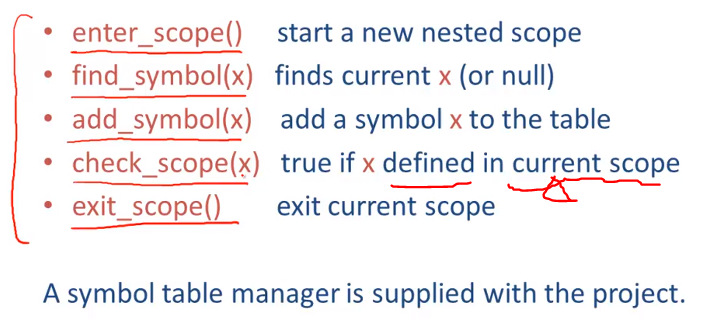 • enter_scope() start a new nested scope
• find_symbol(x) finds current x (or null)
• add_symbol(x) add a symbol x to the table
• check_scope(x) true if x defined in current scope
• exit_scope() exit current scope
A symbol table manager is supplied with the project.